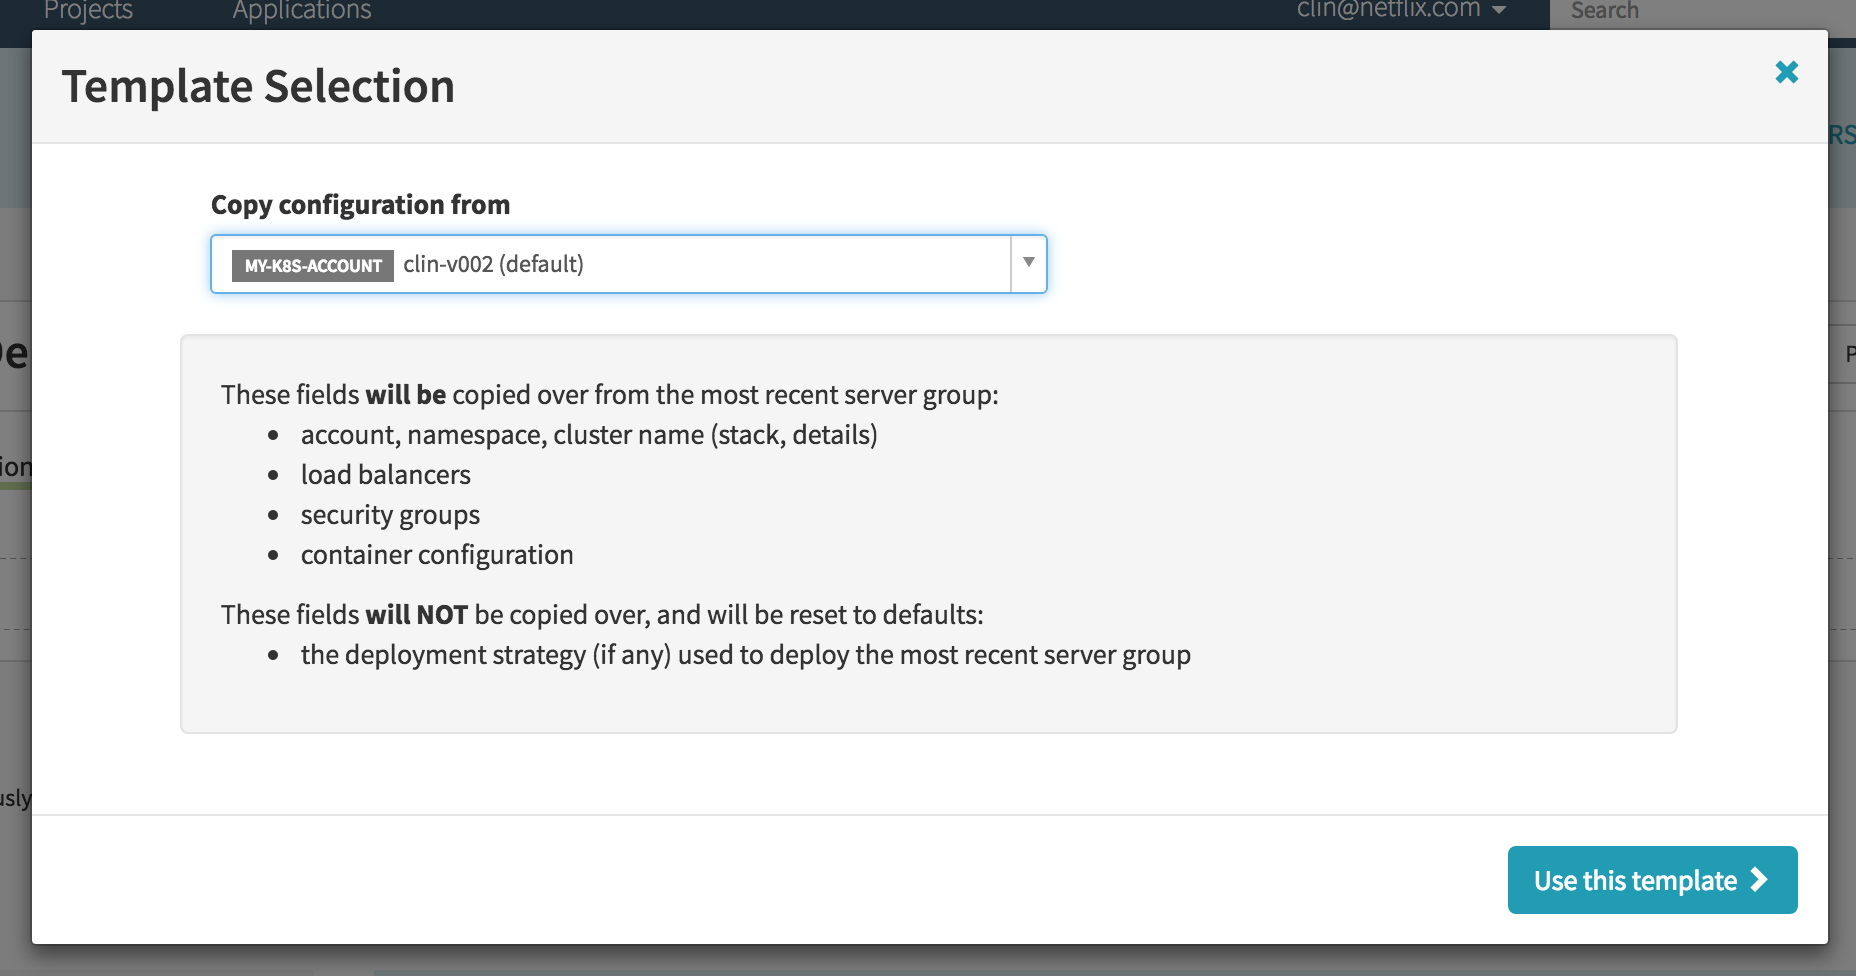 Projects Applications clin@netflix.com Search
Template Selection
Copy configuration from
MY-K8S-ACCOUNT clin-v002 (default)
These fields will be copied over from the most recent server group:
account, namespace, cluster name (stack, details)
load balancers
security groups
container configuration
These fields will NOT be copied over, and will be reset to defaults:
the deployment strategy (if any) used to deploy the most recent server group
Use this template